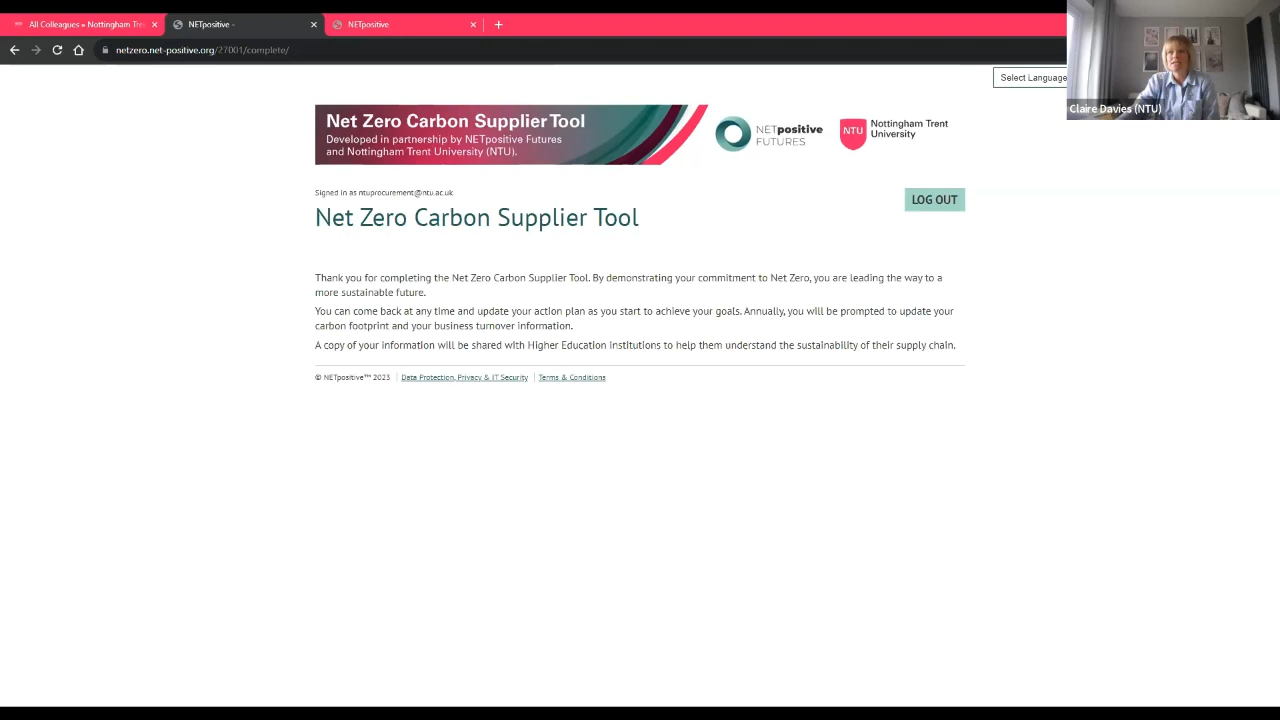 All Colleagues » Nottingham Tre
NETpositive -
NETpositive
netzero.net-positive.org/27001/complete/
Select Language
Claire Davies (NTU)
Net Zero Carbon Supplier Tool
Developed in partnership by NETpositive Futures
and Nottingham Trent University (NTU).
NETpositive
FUTURES
NTU
Nottingham Trent
University
Signed in as ntuprocurement@ntu.ac.uk
LOG OUT
Net Zero Carbon Supplier Tool
Thank you for completing the Net Zero Carbon Supplier Tool. By demonstrating your commitment to Net Zero, you are leading the way to a
more sustainable future.
You can come back at any time and update your action plan as you start to achieve your goals. Annually, you will be prompted to update your
carbon footprint and your business turnover information.
A copy of your information will be shared with Higher Education Institutions to help them understand the sustainability of their supply chain.
© NETpositive™ 2023 Data Protection, Privacy & IT Security Terms & Conditions